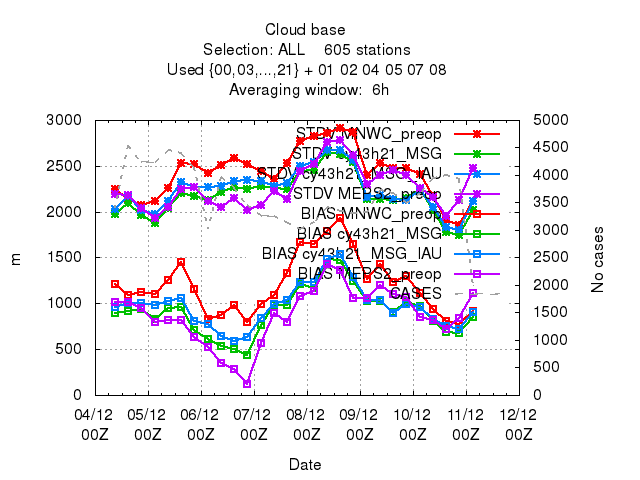 Cloud base
Selection: ALL    605 stations
Used {00,03,...,21} + 01 02 04 05 07 08
Averaging window:  6h
3000
2500
2000
1500
1000
500
0
m
5000
4500
4000
3500
3000
2500
2000
1500
1000
500
0
No cases
STDV MNWC_preop
STDV cy43h21_MSG
STDV cy43h21_MSG_IAU
STDV MEPS2_preop
BIAS MNWC_preop
BIAS cy43h21_MSG
BIAS cy43h21_MSG_IAU
BIAS MEPS2_preop
CASES
04/12 05/12 06/12 07/12 08/12 09/12 10/12 11/12 12/12
00Z 00Z 00Z 00Z 00Z 00Z 00Z 00Z 00Z
Date